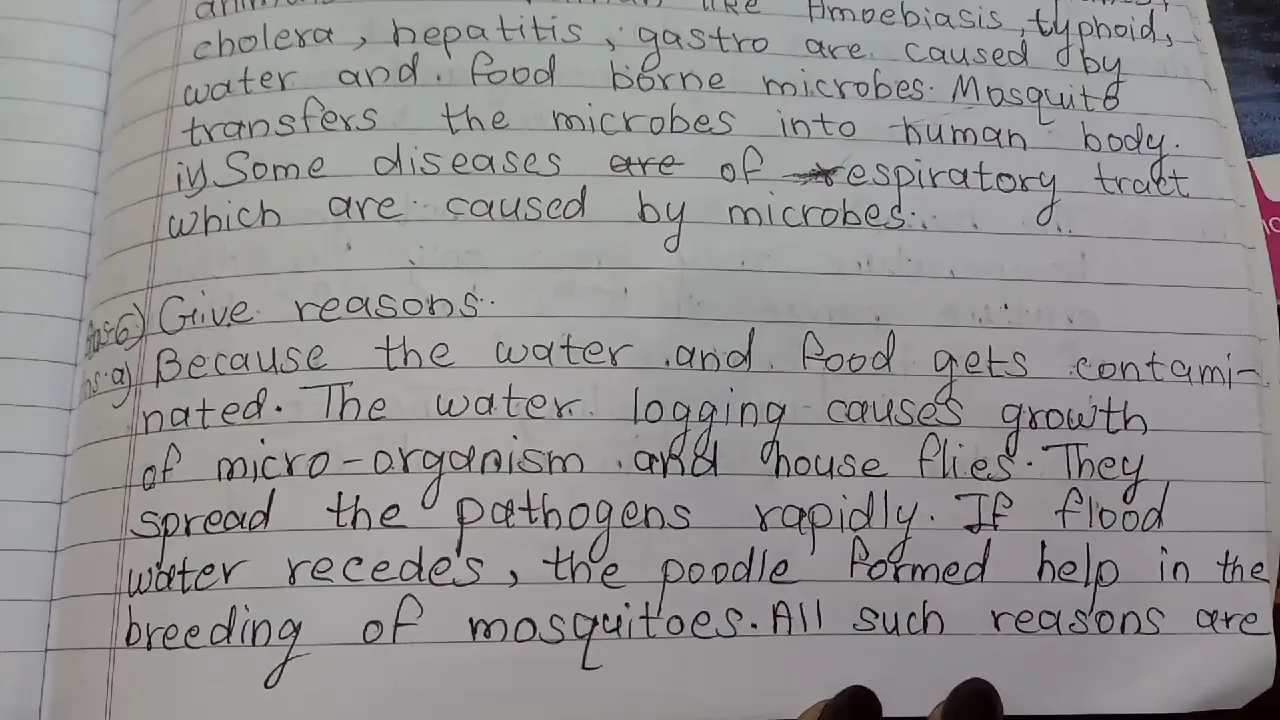 like Amoebiasis, typhoid,
cholera, hepatitis, gastro are caused by
water and food borne microbes. Mosquito
transfers the microbes into human body.
iv) Some diseases are of respiratory tract
which are caused by microbes.
Give reasons.
a) Because the water and food gets contami-
nated. The water logging causes growth
of micro-organism and house flies. They
spread the pathogens rapidly. If flood
water recedes, the poodle formed help in the
breeding of mosquitoes. All such reasons are